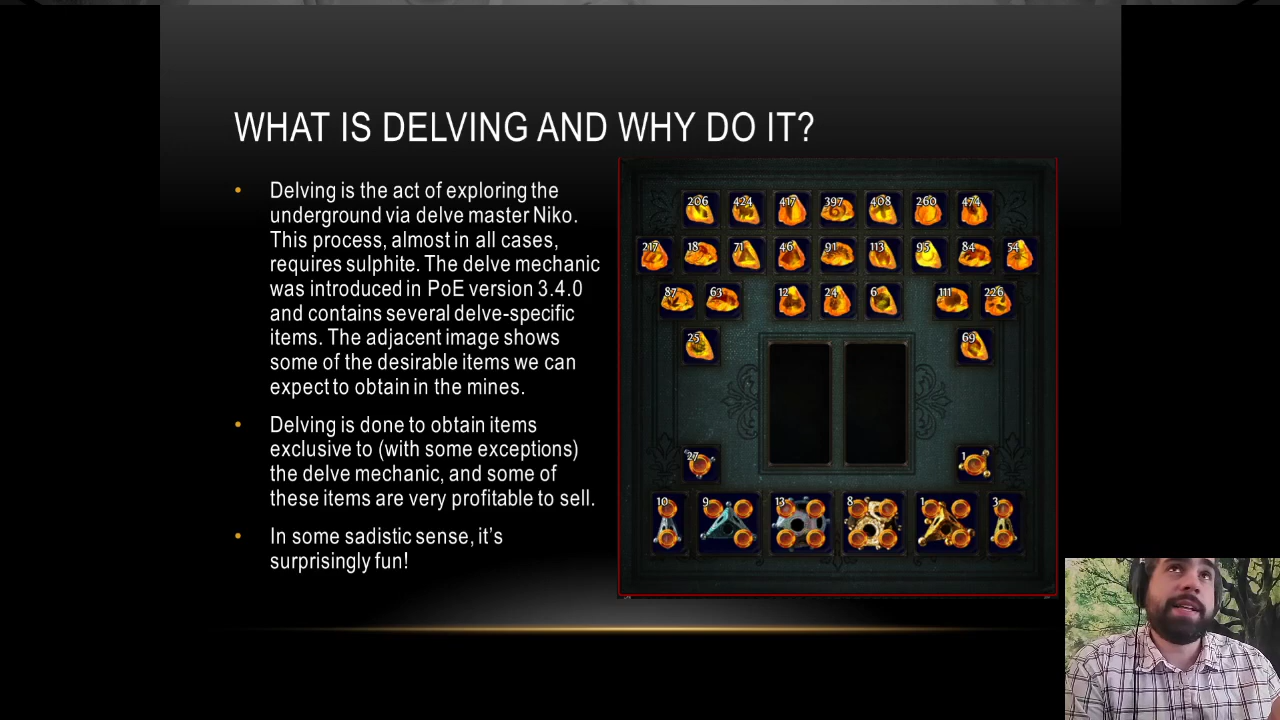 WHAT IS DELVING AND WHY DO IT?
• Delving is the act of exploring the
underground via delve master Niko.
This process, almost in all cases,
requires sulphite. The delve mechanic
was introduced in PoE version 3.4.0
and contains several delve-specific
items. The adjacent image shows
some of the desirable items we can
expect to obtain in the mines.
• Delving is done to obtain items
exclusive to (with some exceptions)
the delve mechanic, and some of
these items are very profitable to sell.
• In some sadistic sense, it's
surprisingly fun!
206 424 417 397 408 260 474
217 18 71 46 91 113 95 84 54
87 63 12 24 6 111 226
25 69
27 1
10 9 13 8 1 3